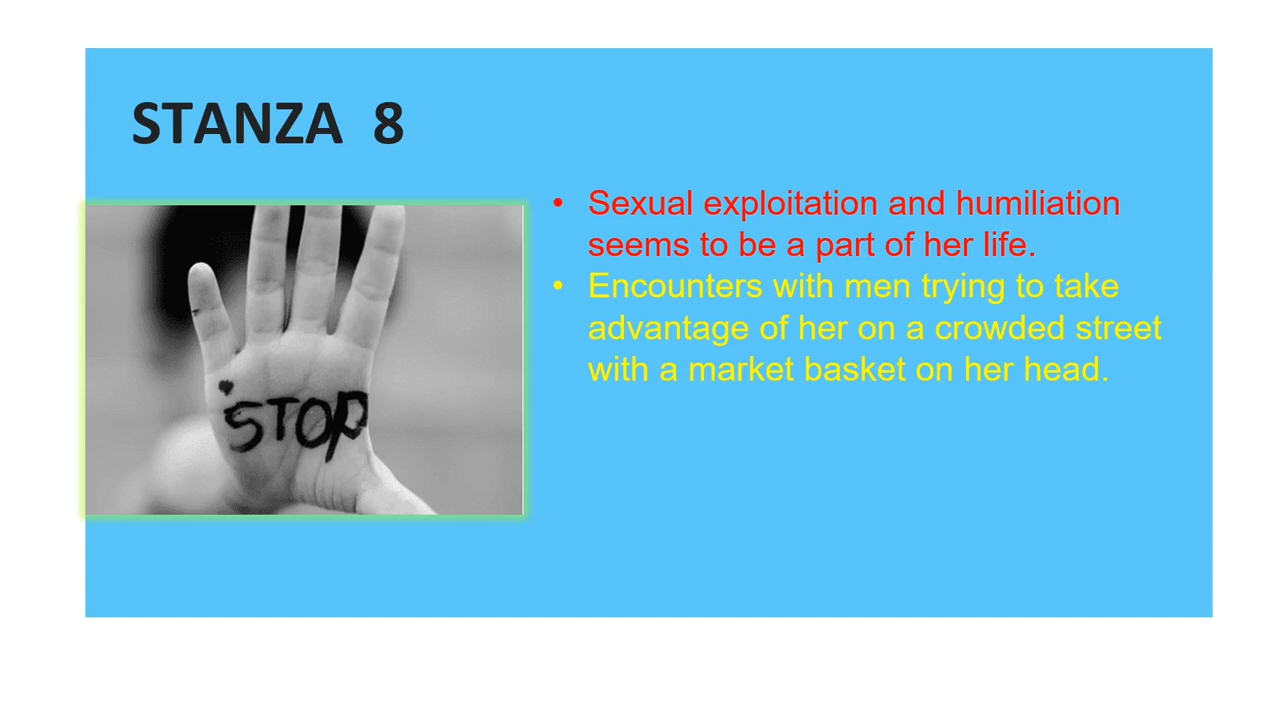 STANZA 8
• Sexual exploitation and humiliation
seems to be a part of her life.
• Encounters with men trying to take
advantage of her on a crowded street
with a market basket on her head.
STOP